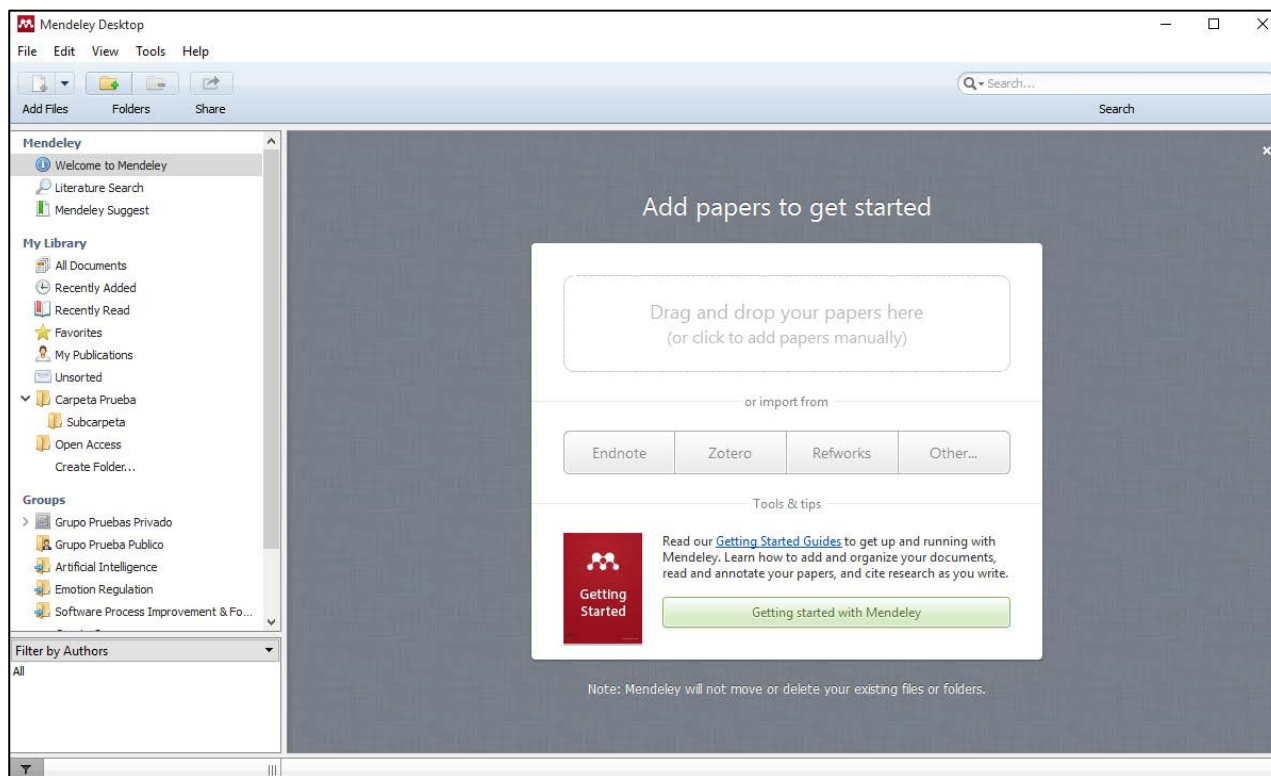 Mendeley Desktop
File Edit View Tools Help
Search...
Add Files Folders Share Search
Mendeley
Welcome to Mendeley
Literature Search
Mendeley Suggest
My Library
All Documents
Recently Added
Recently Read
Favorites
My Publications
Unsorted
Carpeta Prueba
Subcarpeta
Open Access
Create Folder...
Groups
Grupo Pruebas Privado
Grupo Prueba Publico
Artificial Intelligence
Emotion Regulation
Software Process Improvement & Fo...
Filter by Authors
All
Add papers to get started
Drag and drop your papers here
(or click to add papers manually)
or import from
Endnote Zotero Refworks Other...
Tools & tips
Getting
Started
Read our Getting Started Guides to get up and running with
Mendeley. Learn how to add and organize your documents,
read and annotate your papers, and cite research as you write.
Getting started with Mendeley
Note: Mendeley will not move or delete your existing files or folders.